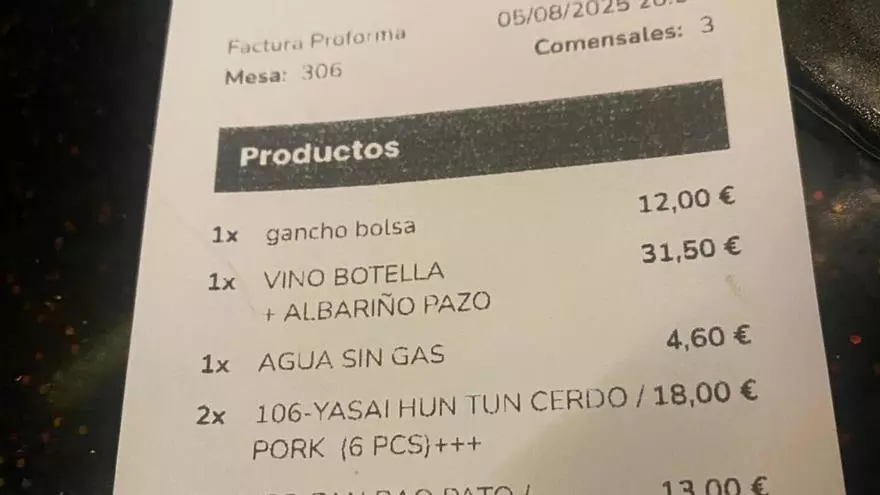 05/08/2025
Factura Proforma
Comensales: 3
Mesa: 306
Productos
1x gancho bolsa 12,00 €
1x VINO BOTELLA 31,50 €
+ ALBARIÑO PAZO
1x AGUA SIN GAS 4,60 €
2x 106-YASAI HUN TUN CERDO / 18,00 €
PORK (6 PCS)+++
PATO / 13,00 €